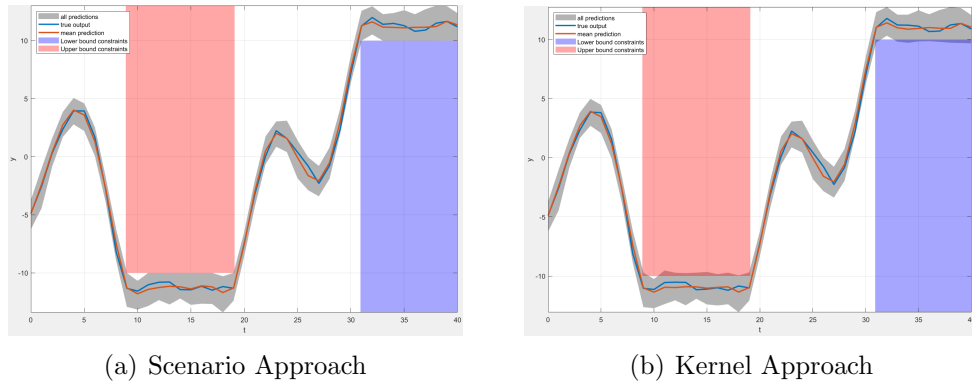 all predictions
true output
mean prediction
Lower bound constraints
Upper bound constraints
10
5
0
-5
-10
y
0 5 10 15 20 25 30 35 40
t
(a) Scenario Approach
all predictions
true output
mean prediction
Lower bound constraints
Upper bound constraints
10
5
0
-5
-10
y
0 5 10 15 20 25 30 35 40
t
(b) Kernel Approach